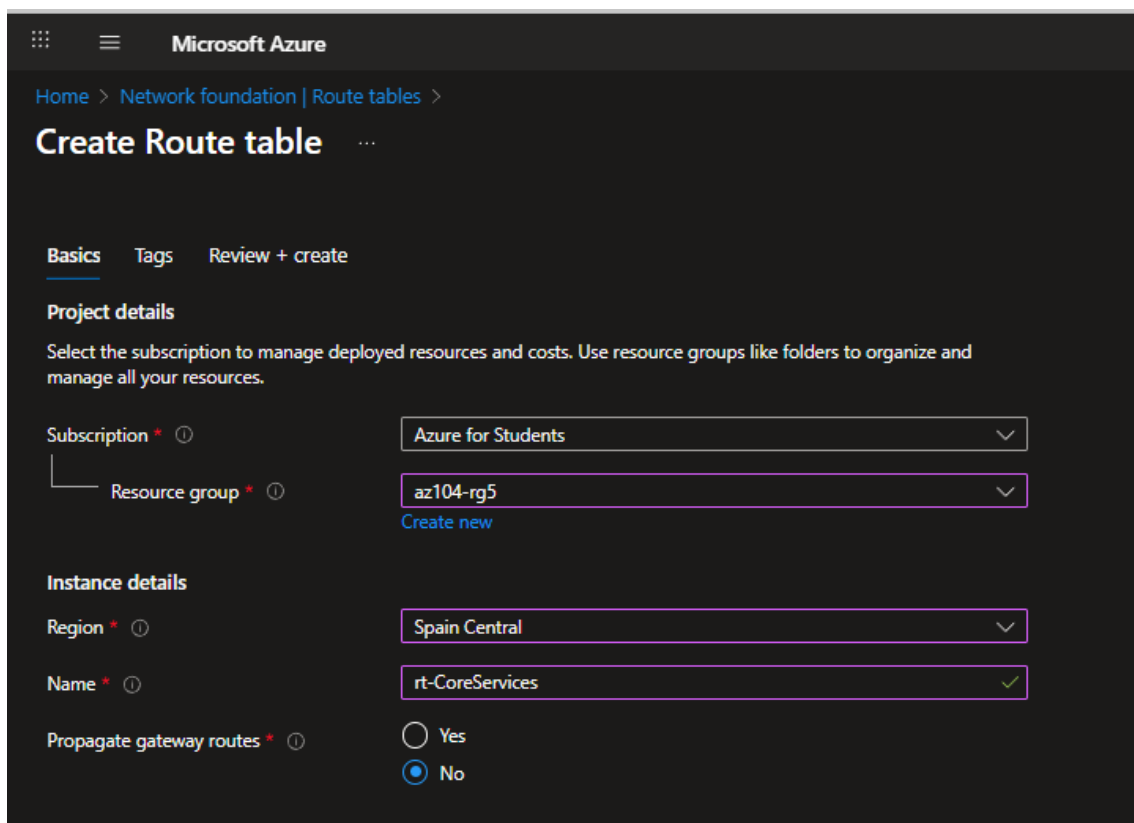 Microsoft Azure
Home > Network foundation | Route tables >
Create Route table ...
Basics Tags Review + create
Project details
Select the subscription to manage deployed resources and costs. Use resource groups like folders to organize and
manage all your resources.
Subscription * Azure for Students
Resource group * az104-rg5
Create new
Instance details
Region * Spain Central
Name * rt-CoreServices
Propagate gateway routes * Yes
No